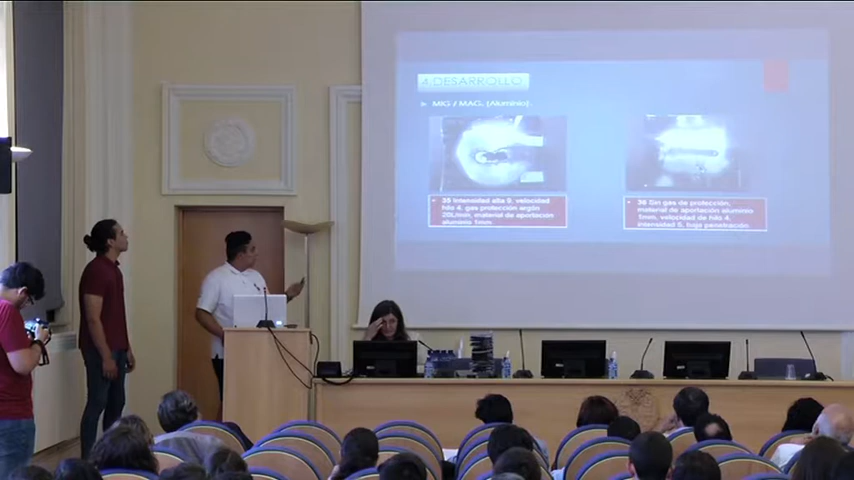 4 DESARROLLO
MIG / MAG. (Aluminio).
35 Intensidad alta 9, velocidad
hilo 4, gas protección argón
20L/min, material de aportación
aluminio 1mm.
36 Sin gas de protección,
material de aportación aluminio
1mm, velocidad de hilo 4,
intensidad 5, baja penetración.